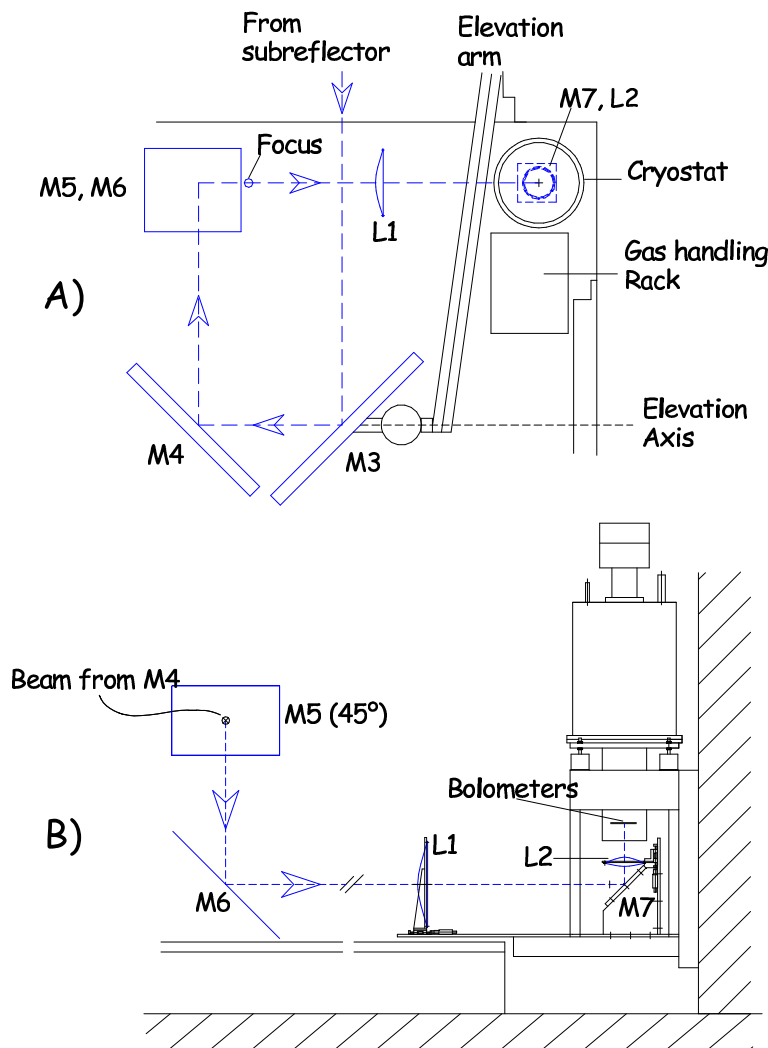 From
subreflector
Elevation
arm
M7, L2
Focus
M5, M6
Cryostat
L1
Gas handling
Rack
A)
Elevation
Axis
M4
M3
Beam from M4
M5 (45°)
Bolometers
B)
L1
L2
M6
M7